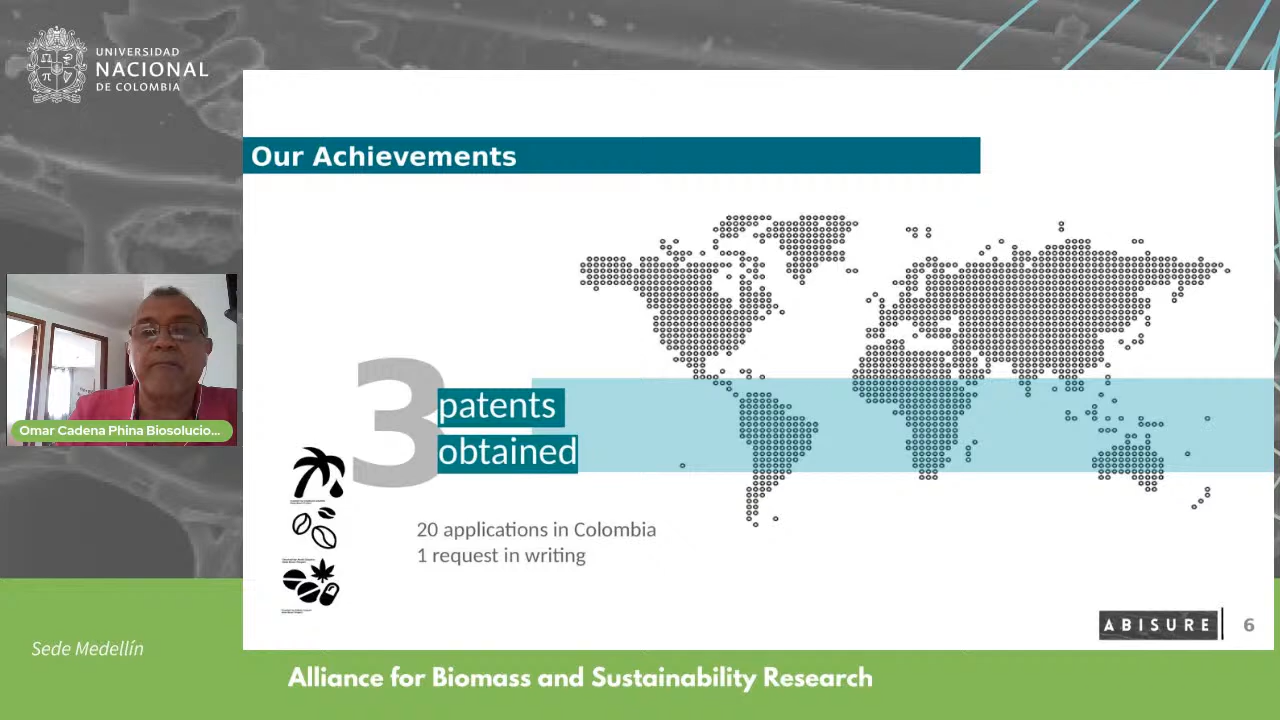 UNIVERSIDAD
NACIONAL
DE COLOMBIA
Our Achievements
3 patents
obtained
Omar Cadena Phina Biosolucio...
20 applications in Colombia
1 request in writing
ABISURE
6
Sede Medellín
Alliance for Biomass and Sustainability Research